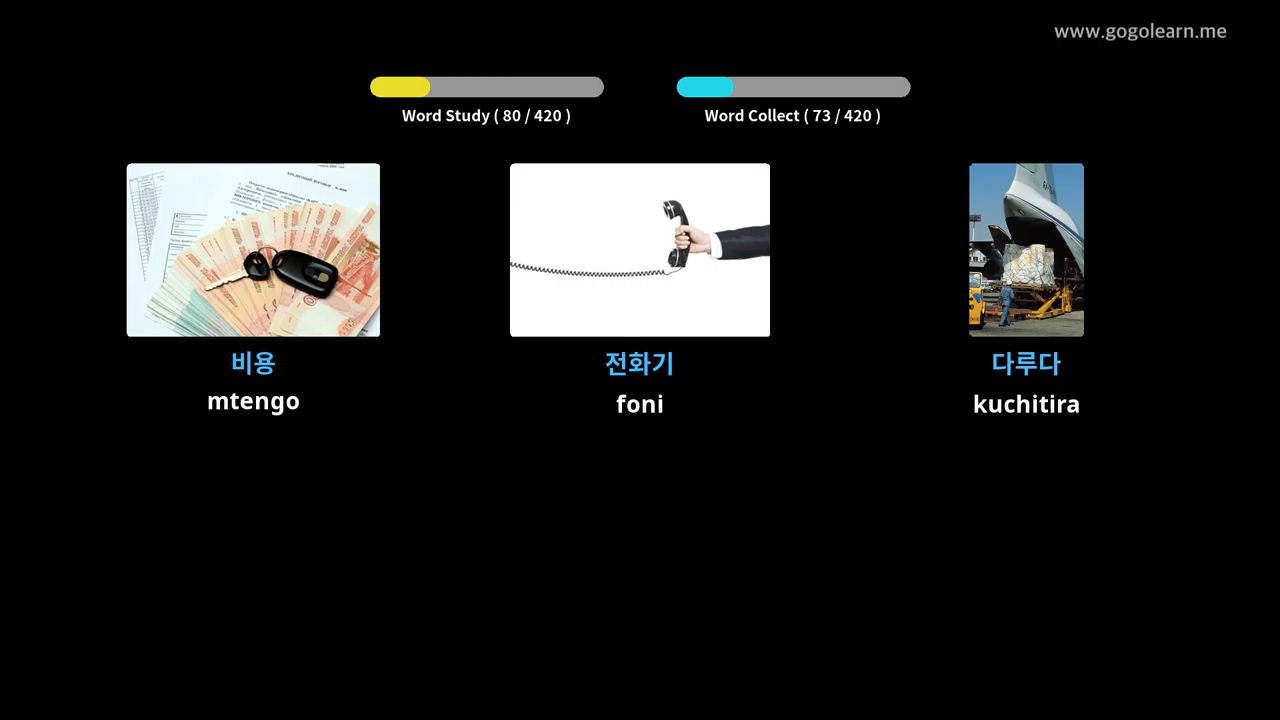 www.gogolearn.me
Word Study ( 80 / 420 )
Word Collect ( 73 / 420 )
비용
전화기
다루다
mtengo
foni
kuchitira